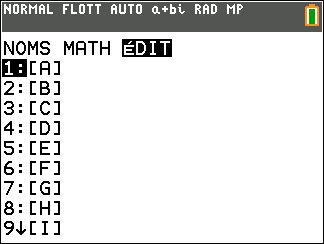 NORMAL FLOTT AUTO a+bi RAD MP
NOMS MATH ÉDIT
1:[A]
2:[B]
3:[C]
4:[D]
5:[E]
6:[F]
7:[G]
8:[H]
9↓[I]